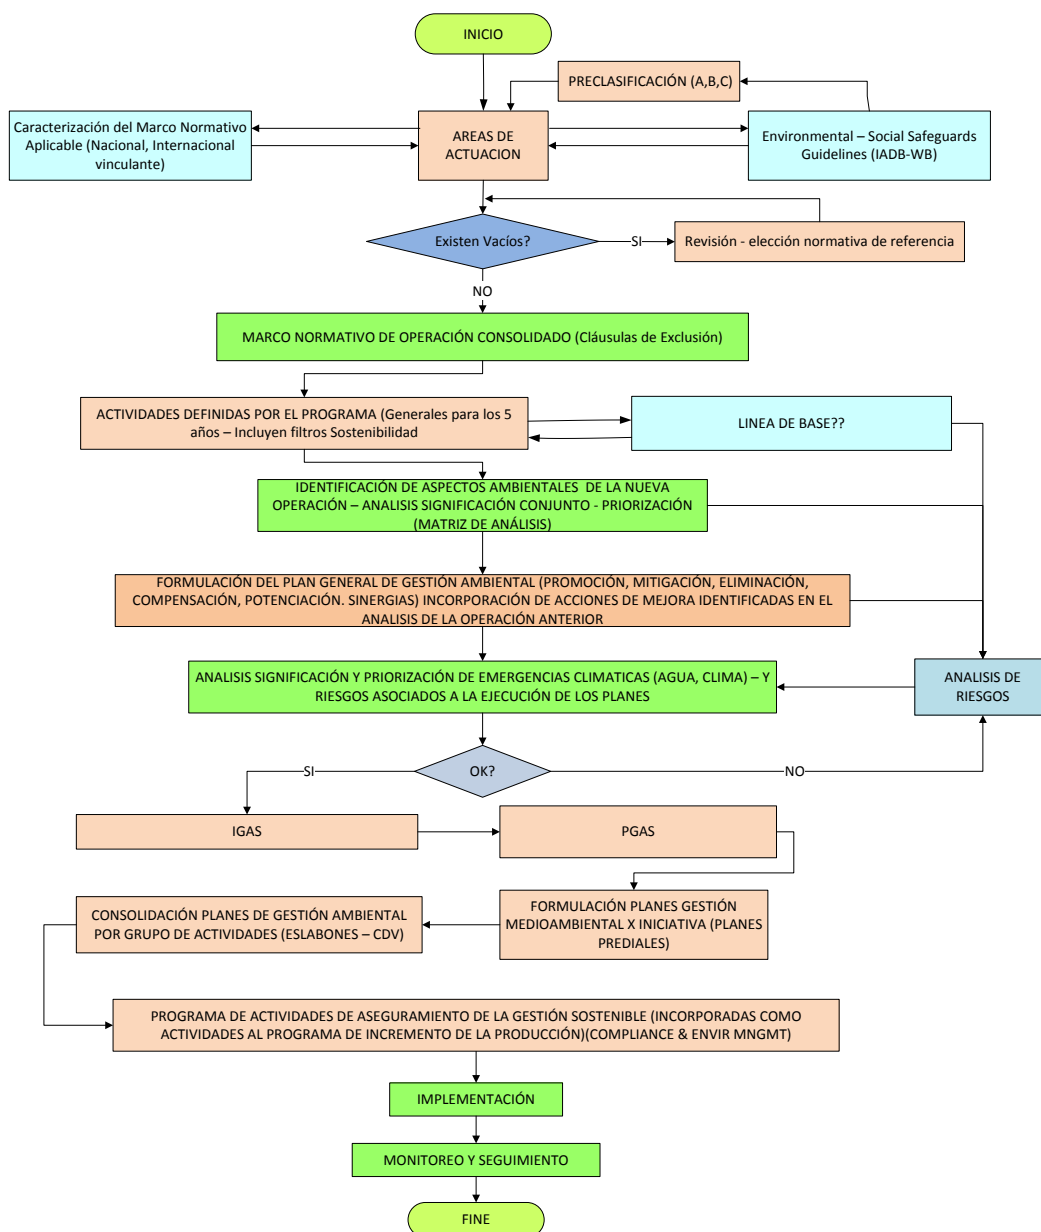 INICIO
PRECLASIFICACIÓN (A,B,C)
Caracterización del Marco Normativo
Aplicable (Nacional, Internacional
vinculante)
AREAS DE
ACTUACION
Environmental – Social Safeguards
Guidelines (IADB-WB)
Existen Vacíos?
SI
Revisión - elección normativa de referencia
NO
MARCO NORMATIVO DE OPERACIÓN CONSOLIDADO (Cláusulas de Exclusión)
ACTIVIDADES DEFINIDAS POR EL PROGRAMA (Generales para los 5
años – Incluyen filtros Sostenibilidad
LINEA DE BASE??
IDENTIFICACIÓN DE ASPECTOS AMBIENTALES DE LA NUEVA
OPERACIÓN – ANALISIS SIGNIFICACIÓN CONJUNTO - PRIORIZACIÓN
(MATRIZ DE ANÁLISIS)
FORMULACIÓN DEL PLAN GENERAL DE GESTIÓN AMBIENTAL (PROMOCIÓN, MITIGACIÓN, ELIMINACIÓN,
COMPENSACIÓN, POTENCIACIÓN. SINERGIAS) INCORPORACIÓN DE ACCIONES DE MEJORA IDENTIFICADAS EN EL
ANALISIS DE LA OPERACIÓN ANTERIOR
ANALISIS SIGNIFICACIÓN Y PRIORIZACIÓN DE EMERGENCIAS CLIMATICAS (AGUA, CLIMA) – Y
RIESGOS ASOCIADOS A LA EJECUCIÓN DE LOS PLANES
ANALISIS DE
RIESGOS
SI
OK?
NO
IGAS
PGAS
CONSOLIDACIÓN PLANES DE GESTIÓN AMBIENTAL
POR GRUPO DE ACTIVIDADES (ESLABONES – CDV)
FORMULACIÓN PLANES GESTIÓN
MEDIOAMBIENTAL X INICIATIVA (PLANES
PREDIALES)
PROGRAMA DE ACTIVIDADES DE ASEGURAMIENTO DE LA GESTIÓN SOSTENIBLE (INCORPORADAS COMO
ACTIVIDADES AL PROGRAMA DE INCREMENTO DE LA PRODUCCIÓN)(COMPLIANCE & ENVIR MNGMT)
IMPLEMENTACIÓN
MONITOREO Y SEGUIMIENTO
FINE